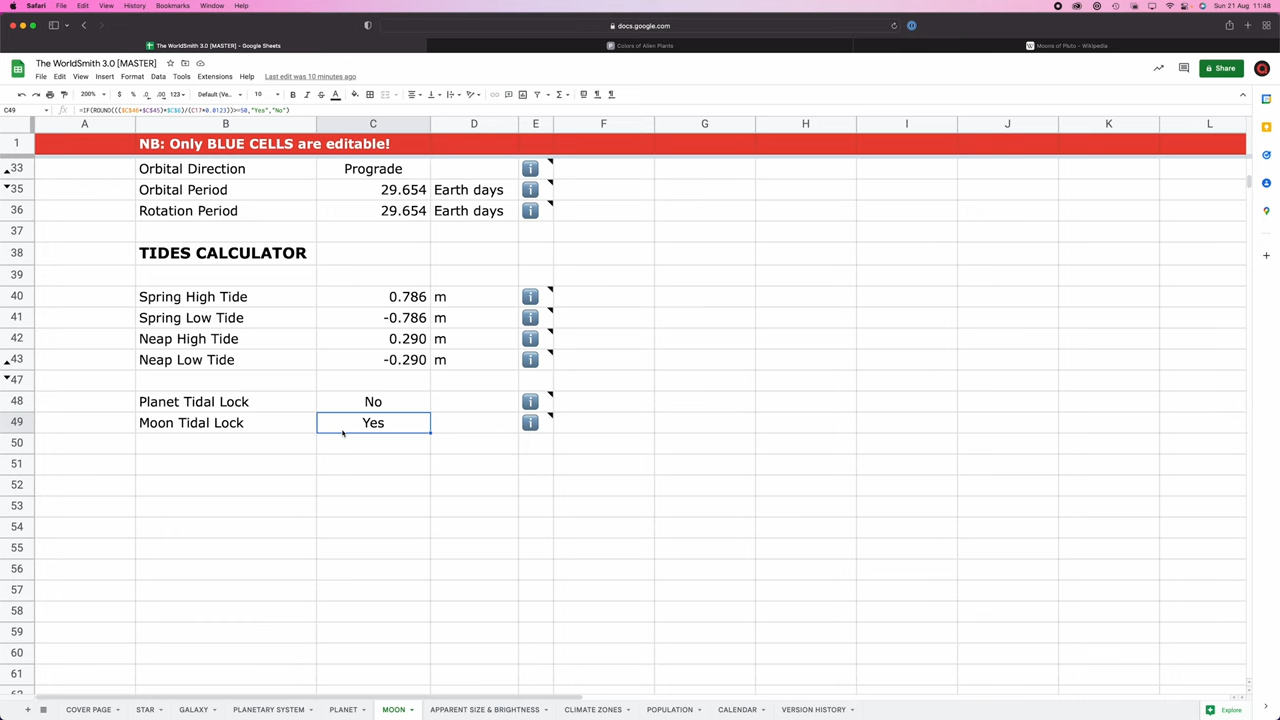 Safari File Edit View History Bookmarks Window Help Sun 21 Aug 11:48
docs.google.com
The WorldSmith 3.0 [MASTER] - Google Sheets Colors of Alien Plants Moons of Pluto - Wikipedia
The WorldSmith 3.0 [MASTER]
File Edit View Insert Format Data Tools Extensions Help Last edit was 10 minutes ago
Share
200% $ % .0 .00 123 Default (Ve... 10 B I S A
C49 fx =IF(ROUND((($C$46+$C$45)*$C$6)/(C17*0.0123))>=50,"Yes","No")
A B C D E F G H I J K L
1 NB: Only BLUE CELLS are editable!
33 Orbital Direction Prograde
35 Orbital Period 29.654 Earth days
36 Rotation Period 29.654 Earth days
37
38 TIDES CALCULATOR
39
40 Spring High Tide 0.786 m
41 Spring Low Tide -0.786 m
42 Neap High Tide 0.290 m
43 Neap Low Tide -0.290 m
47
48 Planet Tidal Lock No
49 Moon Tidal Lock Yes
50
51
52
53
54
55
56
57
58
59
60
61
COVER PAGE STAR GALAXY PLANETARY SYSTEM PLANET MOON APPARENT SIZE & BRIGHTNESS CLIMATE ZONES POPULATION CALENDAR VERSION HISTORY Explore